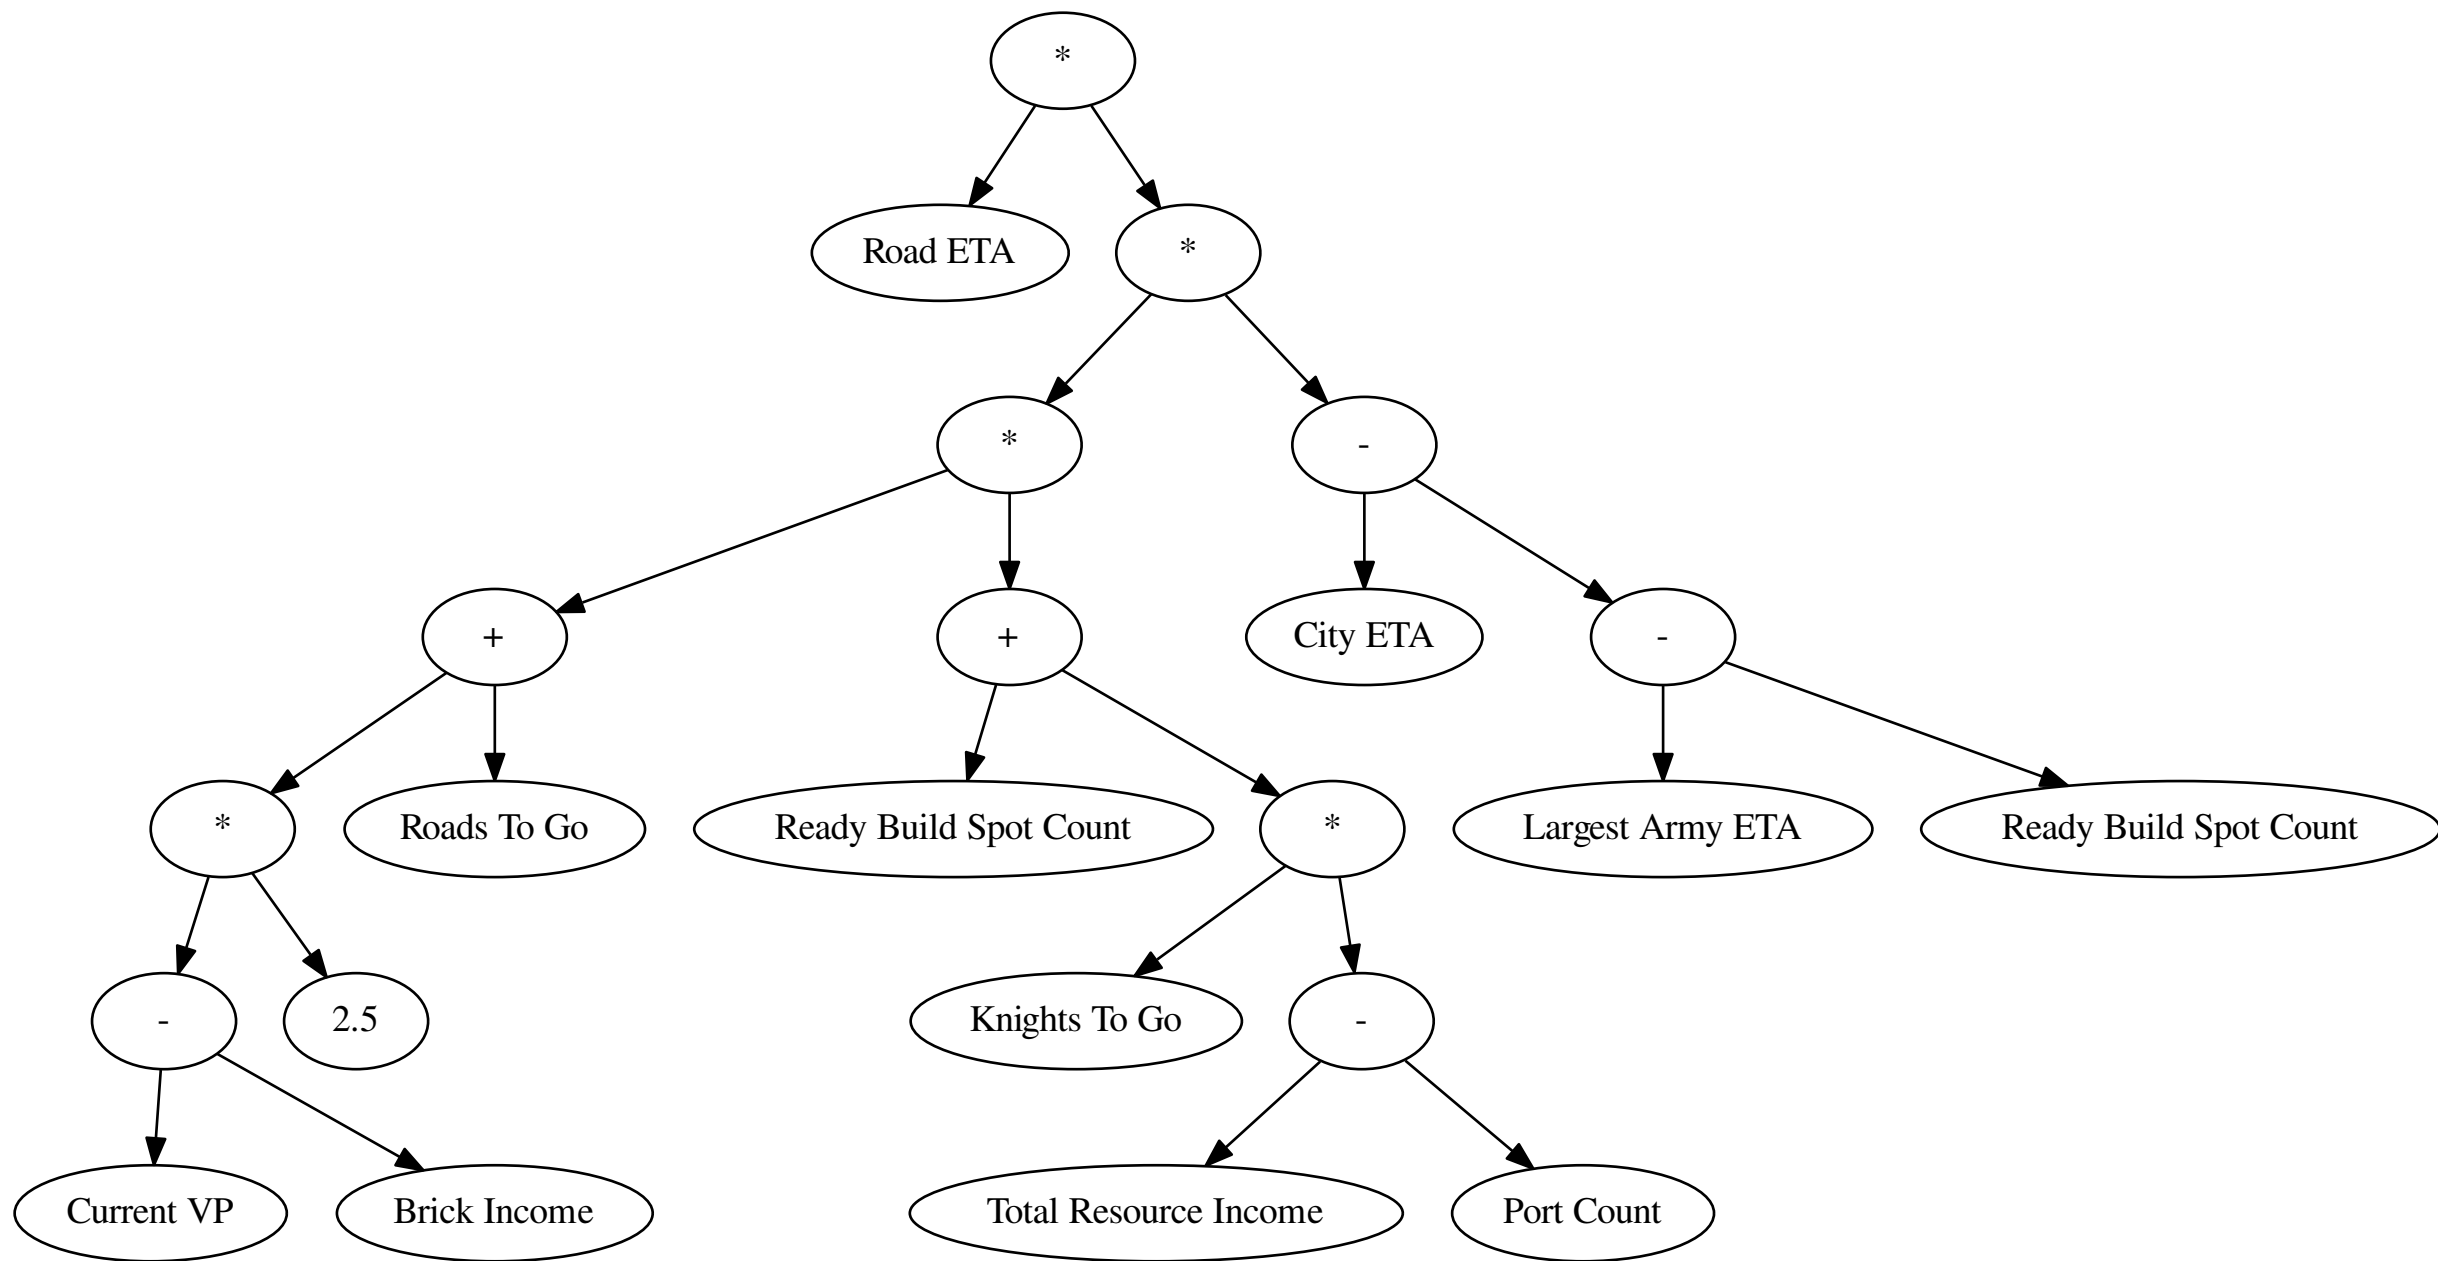 *
Road ETA
*
*
-
+
+
City ETA
-
*
Roads To Go
Ready Build Spot Count
*
Largest Army ETA
Ready Build Spot Count
-
2.5
Knights To Go
-
Current VP
Brick Income
Total Resource Income
Port Count